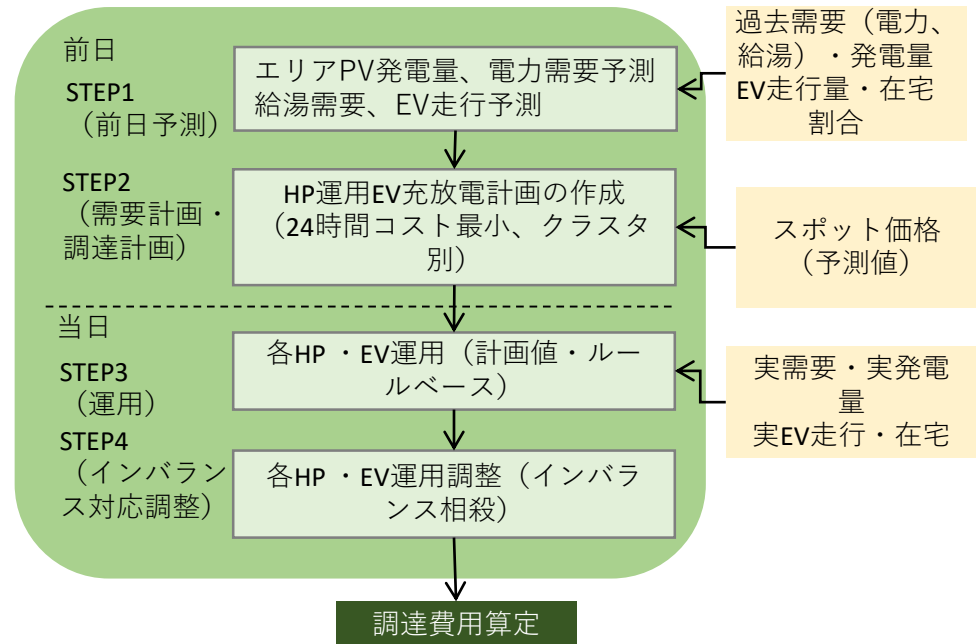 前日
STEP1
（前日予測）
エリアPV発電量、電力需要予測
給湯需要、EV走行予測
過去需要（電力、
給湯）・発電量
EV走行量・在宅
割合
STEP2
（需要計画・
調達計画）
HP運用EV充放電計画の作成
（24時間コスト最小、クラスタ
別）
スポット価格
（予測値）
当日
STEP3
（運用）
各HP・EV運用（計画値・ルー
ルベース）
実需要・実発電
量
実EV走行・在宅
STEP4
（インバラン
ス対応調整）
各HP・EV運用調整（インバラ
ンス相殺）
調達費用算定